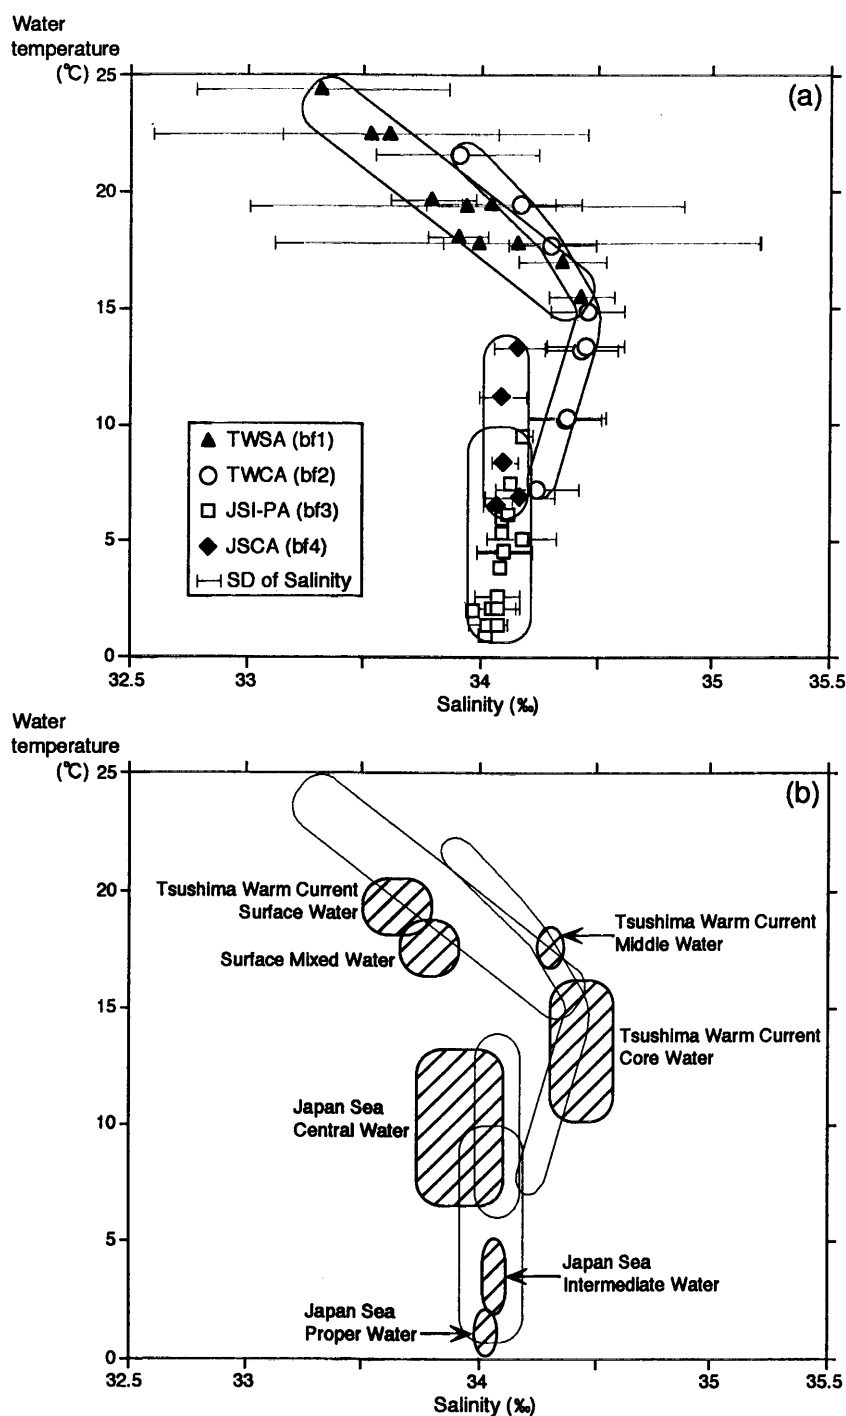 Water
temperature
(℃)
(a)
25
20
15
10
5
0
TWSA (bf1)
TWCA (bf2)
JSI-PA (bf3)
JSCA (bf4)
SD of Salinity
32.5 33 34 35 35.5
Salinity (‰)
Water
temperature
(℃)
(b)
25
20
15
10
5
0
Tsushima Warm Current
Surface Water
Surface Mixed Water
Tsushima Warm Current
Middle Water
Tsushima Warm Current
Core Water
Japan Sea
Central Water
Japan Sea
Intermediate Water
Japan Sea
Proper Water
32.5 33 34 35 35.5
Salinity (‰)